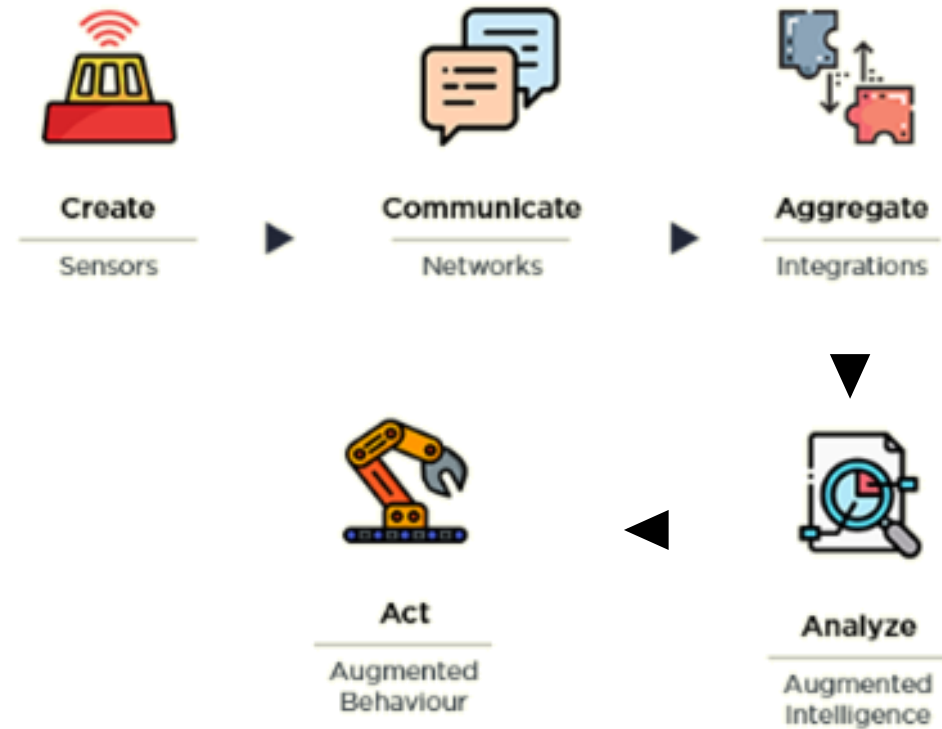 Create
Sensors
Communicate
Networks
Aggregate
Integrations
Act
Augmented
Behaviour
Analyze
Augmented
Intelligence